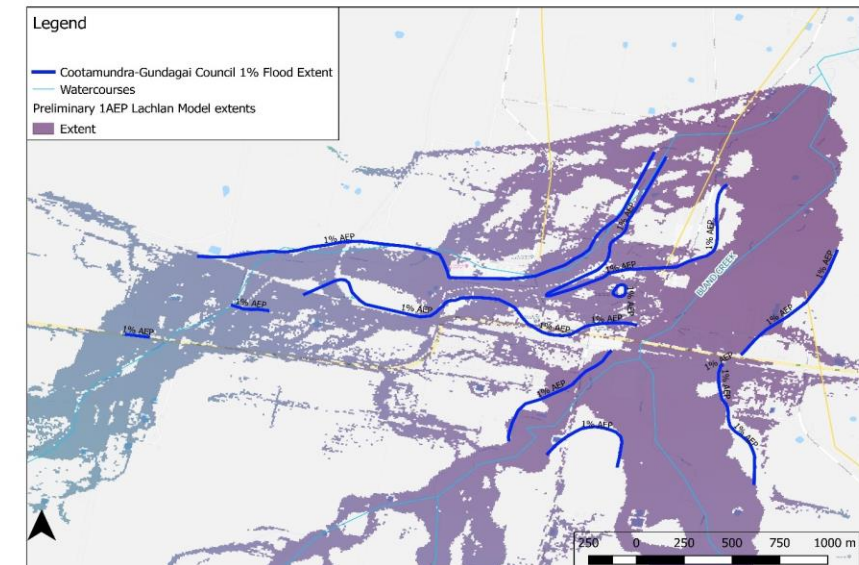 Legend
Cootamundra-Gundagai Council 1% Flood Extent
Watercourses
Preliminary 1AEP Lachlan Model extents
Extent
1% AEP
1% AEP
1% AEP
1% AEP
1% AEP
1% AEP
1% AEP
1% AEP
BLAND CREEK
1% AEP
1% AEP
1% AEP
1% AEP
1% AEP
1% AEP
1% AEP
1% AEP
250 0 250 500 750 1000 m